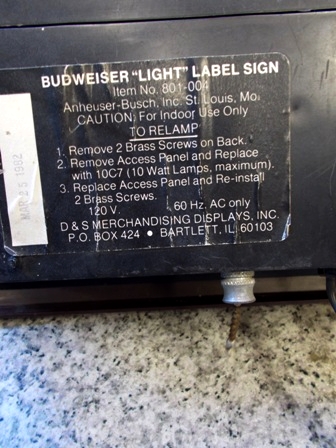 BUDWEISER "LIGHT" LABEL SIGN
Item No. 801-004
Anheuser-Busch, Inc. St. Louis, Mo.
CAUTION: For Indoor Use Only
TO RELAMP
1. Remove 2 Brass Screws on Back.
2. Remove Access Panel and Replace
with 10C7 (10 Watt Lamps, maximum).
3. Replace Access Panel and Re-install
2 Brass Screws.
120 V. 60 Hz. AC only
D & S MERCHANDISING DISPLAYS, INC.
P.O. BOX 424 • BARTLETT, IL 60103
MAR 25 1982